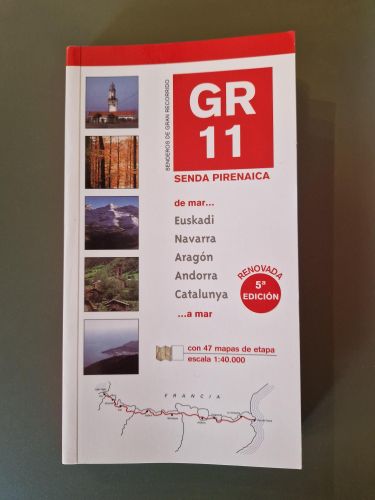 SENDEROS DE GRAN RECORRIDO
GR
11
SENDA PIRENAICA
de mar...
Euskadi
Navarra
Aragón
Andorra
Catalunya
...a mar
RENOVADA
5ª
EDICIÓN
con 47 mapas de etapa
escala 1:40.000
FRANCIA